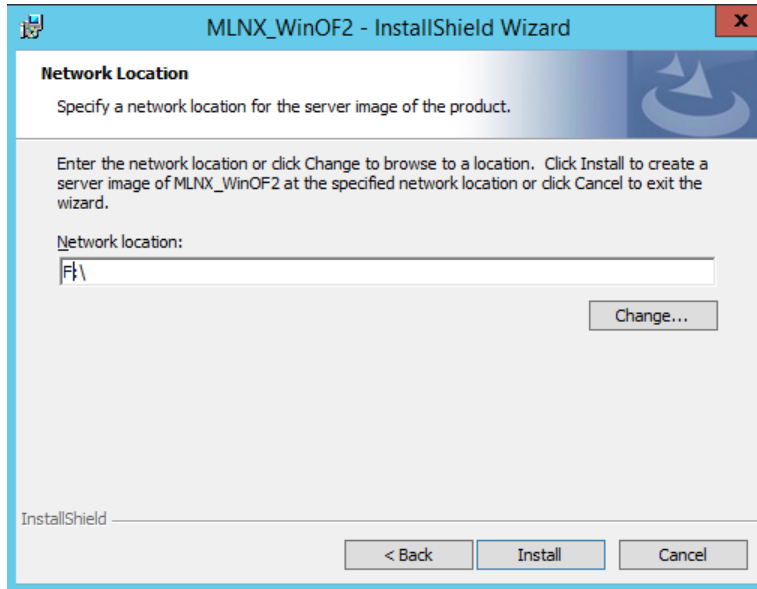 MLNX_WinOF2 - InstallShield Wizard
x
Network Location
Specify a network location for the server image of the product.
Enter the network location or click Change to browse to a location.  Click Install to create a
server image of MLNX_WinOF2 at the specified network location or click Cancel to exit the
wizard.
Network location:
F:\
Change...
InstallShield
< Back
Install
Cancel